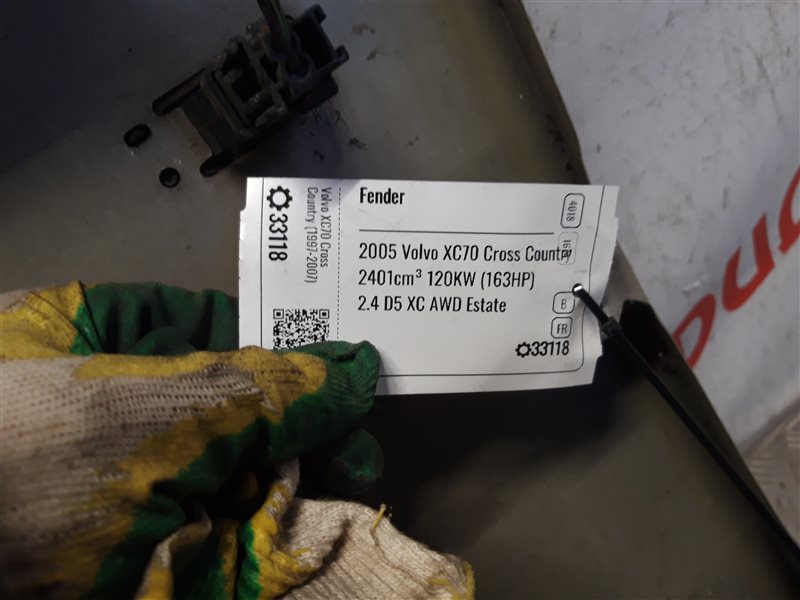 Fender
4U18
2005 Volvo XC70 Cross Country
2401cm³ 120KW (163HP)
2.4 D5 XC AWD Estate
B
FR
33118
33118
Volvo XC70 Cross
Country (1997-2007)